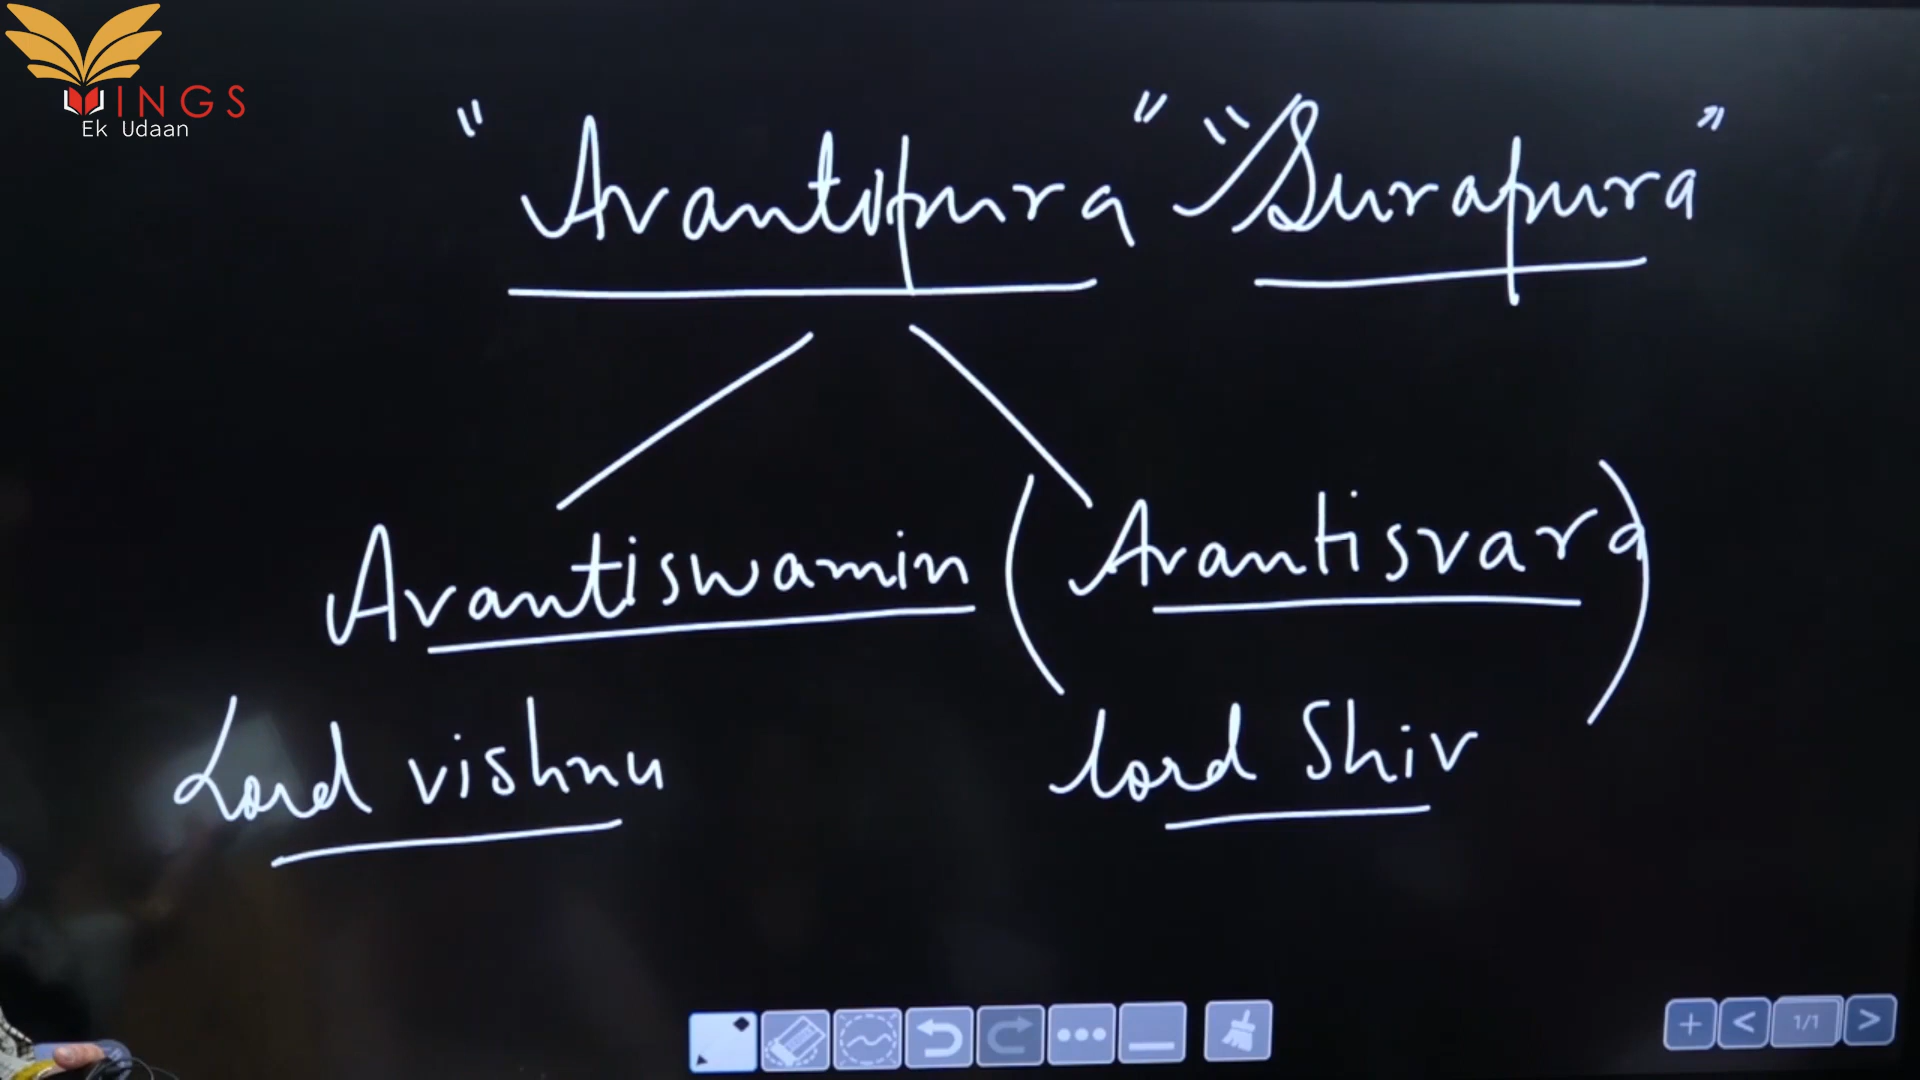 WINGS
Ek Udaan
"Avantipura" "Surapura"
Avantiswamin (Avantisvara)
Lord vishnu lord Shiv
1/1